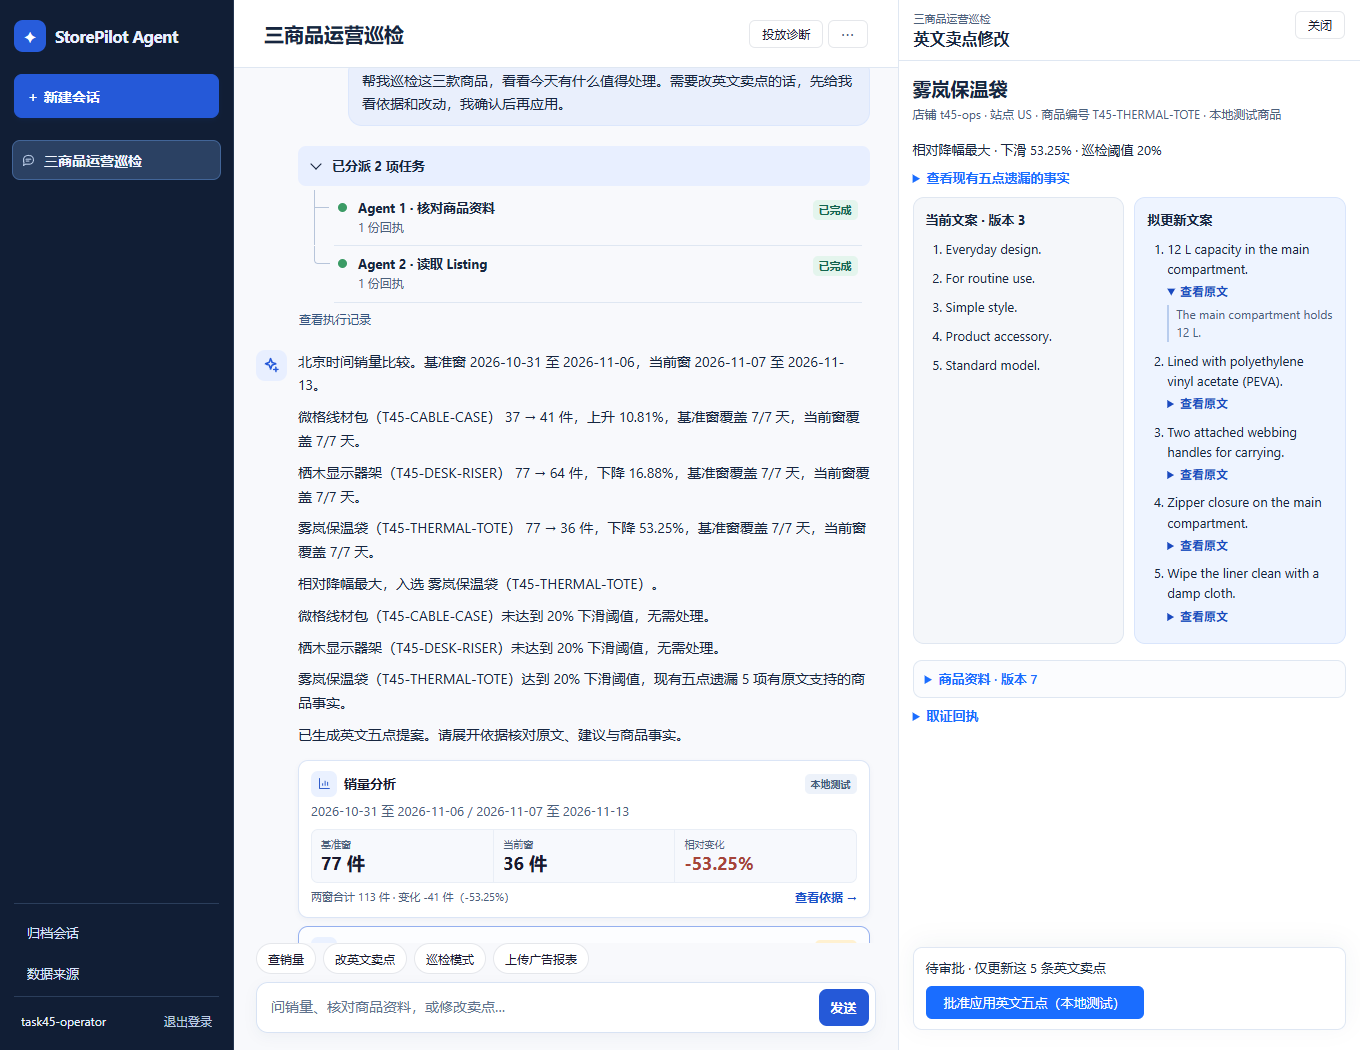 StorePilot Agent
+ 新建会话
三商品运营巡检
归档会话
数据来源
task45-operator
退出登录
三商品运营巡检
投放诊断
...
帮我巡检这三款商品，看看今天有什么值得处理。需要改英文卖点的话，先给我
看依据和改动，我确认后再应用。
已分派 2 项任务
Agent 1 · 核对商品资料
已完成
1 份回执
Agent 2 · 读取 Listing
已完成
1 份回执
查看执行记录
北京时间销量比较。基准窗 2026-10-31 至 2026-11-06，当前窗 2026-11-07 至 2026-11-
13。
微格线材包（T45-CABLE-CASE） 37 → 41 件，上升 10.81%，基准窗覆盖 7/7 天，当前窗覆
盖 7/7 天。
栖木显示器架（T45-DESK-RISER） 77 → 64 件，下降 16.88%，基准窗覆盖 7/7 天，当前窗覆
盖 7/7 天。
雾岚保温袋（T45-THERMAL-TOTE） 77 → 36 件，下降 53.25%，基准窗覆盖 7/7 天，当前窗
覆盖 7/7 天。
相对降幅最大，入选 雾岚保温袋（T45-THERMAL-TOTE）。
微格线材包（T45-CABLE-CASE）未达到 20% 下滑阈值，无需处理。
栖木显示器架（T45-DESK-RISER）未达到 20% 下滑阈值，无需处理。
雾岚保温袋（T45-THERMAL-TOTE）达到 20% 下滑阈值，现有五点遗漏 5 项有原文支持的商
品事实。
已生成英文五点提案。请展开依据核对原文、建议与商品事实。
销量分析
本地测试
2026-10-31 至 2026-11-06 / 2026-11-07 至 2026-11-13
基准窗
77 件
当前窗
36 件
相对变化
-53.25%
两窗合计 113 件 · 变化 -41 件（-53.25%）
查看依据 →
查销量
改英文卖点
巡检模式
上传广告报表
问销量、核对商品资料，或修改卖点...
发送
三商品运营巡检
英文卖点修改
关闭
雾岚保温袋
店铺 t45-ops · 站点 US · 商品编号 T45-THERMAL-TOTE · 本地测试商品
相对降幅最大 · 下滑 53.25% · 巡检阈值 20%
查看现有五点遗漏的事实
当前文案 · 版本 3
1. Everyday design.
2. For routine use.
3. Simple style.
4. Product accessory.
5. Standard model.
拟更新文案
1. 12 L capacity in the main
compartment.
查看原文
The main compartment holds
12 L.
2. Lined with polyethylene
vinyl acetate (PEVA).
查看原文
3. Two attached webbing
handles for carrying.
查看原文
4. Zipper closure on the main
compartment.
查看原文
5. Wipe the liner clean with a
damp cloth.
查看原文
商品资料 · 版本 7
取证回执
待审批 · 仅更新这 5 条英文卖点
批准应用英文五点（本地测试）